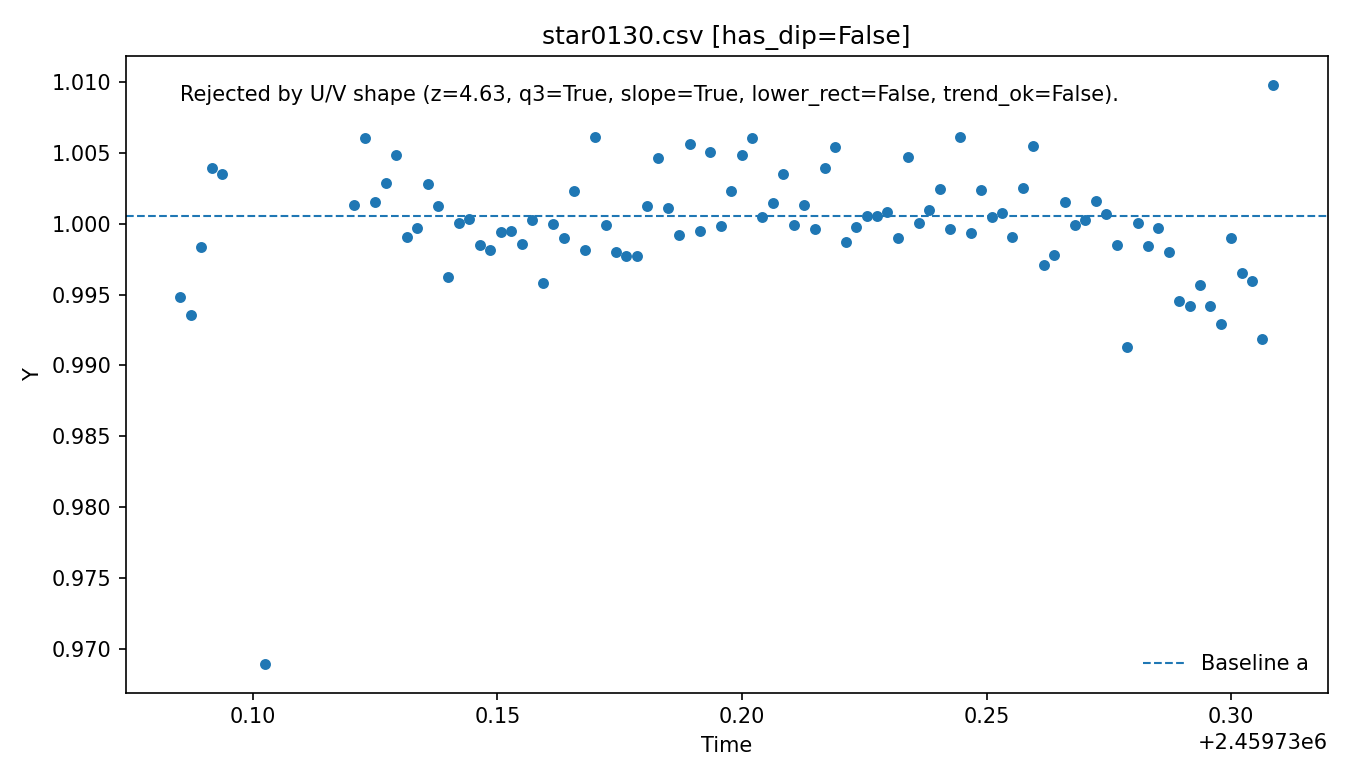 star0130.csv [has_dip=False]
Rejected by U/V shape (z=4.63, q3=True, slope=True, lower_rect=False, trend_ok=False).
1.010
1.005
1.000
0.995
0.990
0.985
0.980
0.975
0.970
Y
Baseline a
0.10 0.15 0.20 0.25 0.30
Time
+2.45973e6